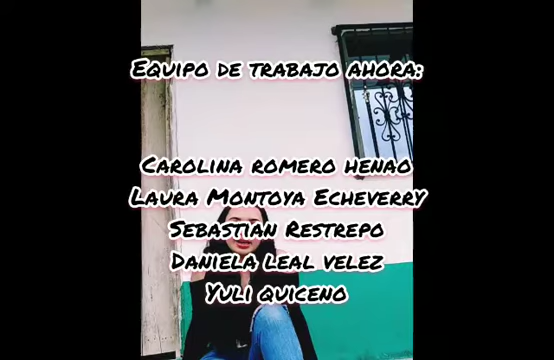 Equipo de trabajo ahora:
Carolina romero henao
Laura Montoya Echeverry
Sebastian Restrepo
Daniela leal velez
Yuli quiceno